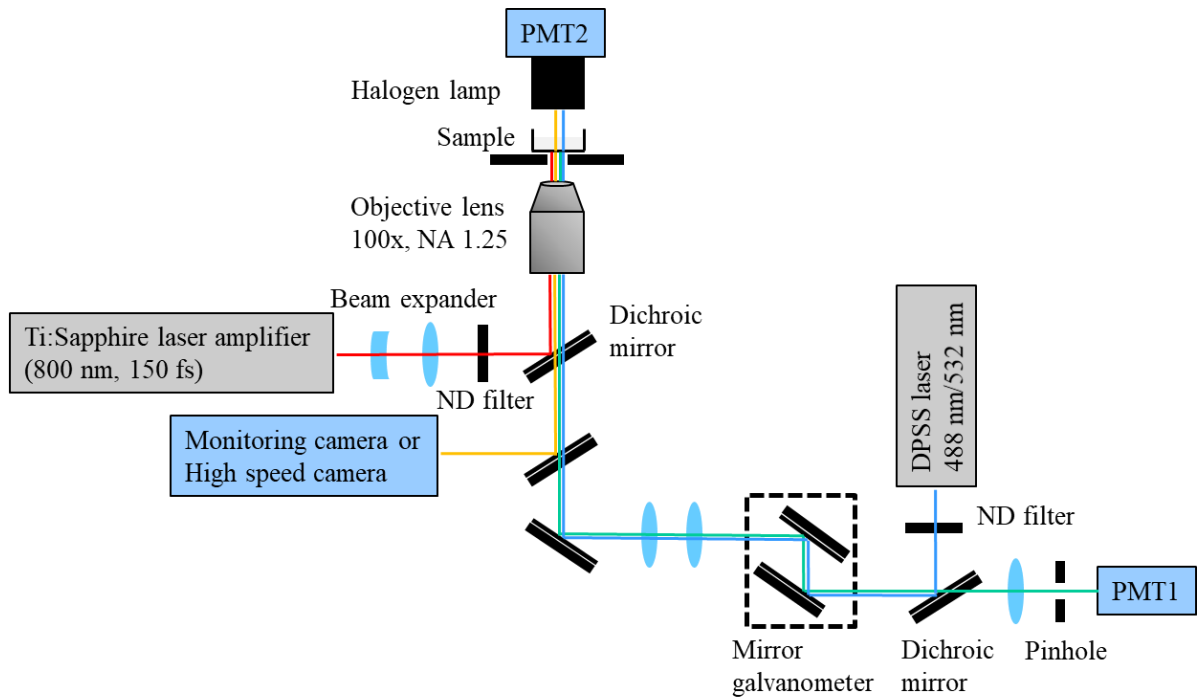 PMT2
Halogen lamp
Sample
Objective lens
100x, NA 1.25
Beam expander
Ti:Sapphire laser amplifier
(800 nm, 150 fs)
Dichroic
mirror
ND filter
Monitoring camera or
High speed camera
DPSS laser
488 nm/532 nm
ND filter
PMT1
Mirror
galvanometer
Dichroic
mirror
Pinhole